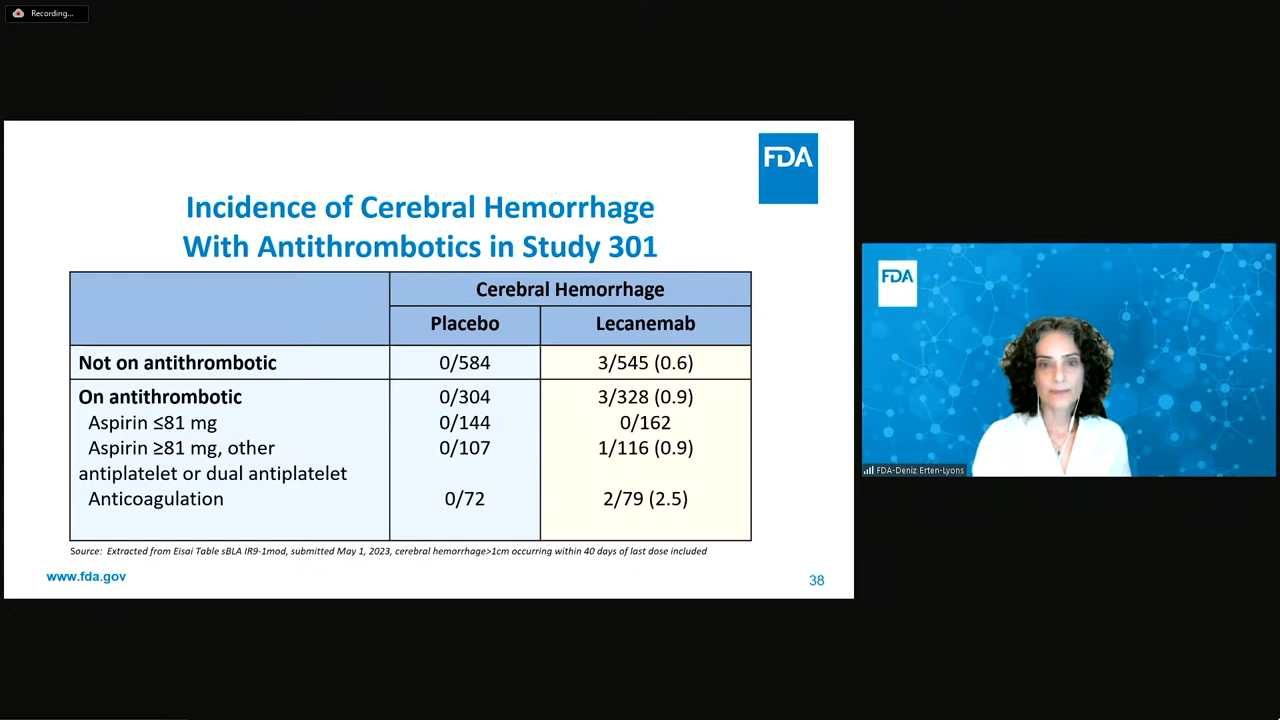 Recording...
FDA
Incidence of Cerebral Hemorrhage
With Antithrombotics in Study 301
Cerebral Hemorrhage
Placebo Lecanemab
Not on antithrombotic 0/584 3/545 (0.6)
On antithrombotic 0/304 3/328 (0.9)
Aspirin ≤81 mg 0/144 0/162
Aspirin ≥81 mg, other 0/107 1/116 (0.9)
antiplatelet or dual antiplatelet
Anticoagulation 0/72 2/79 (2.5)
Source: Extracted from Eisai Table sBLA IR9-1mod, submitted May 1, 2023, cerebral hemorrhage>1cm occurring within 40 days of last dose included
www.fda.gov 38
FDA
FDA-Deniz Erten-Lyons